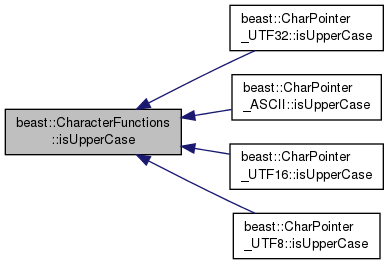 beast::CharPointer
_UTF32::isUpperCase
beast::CharPointer
_ASCII::isUpperCase
beast::CharacterFunctions
::isUpperCase
beast::CharPointer
_UTF16::isUpperCase
beast::CharPointer
_UTF8::isUpperCase